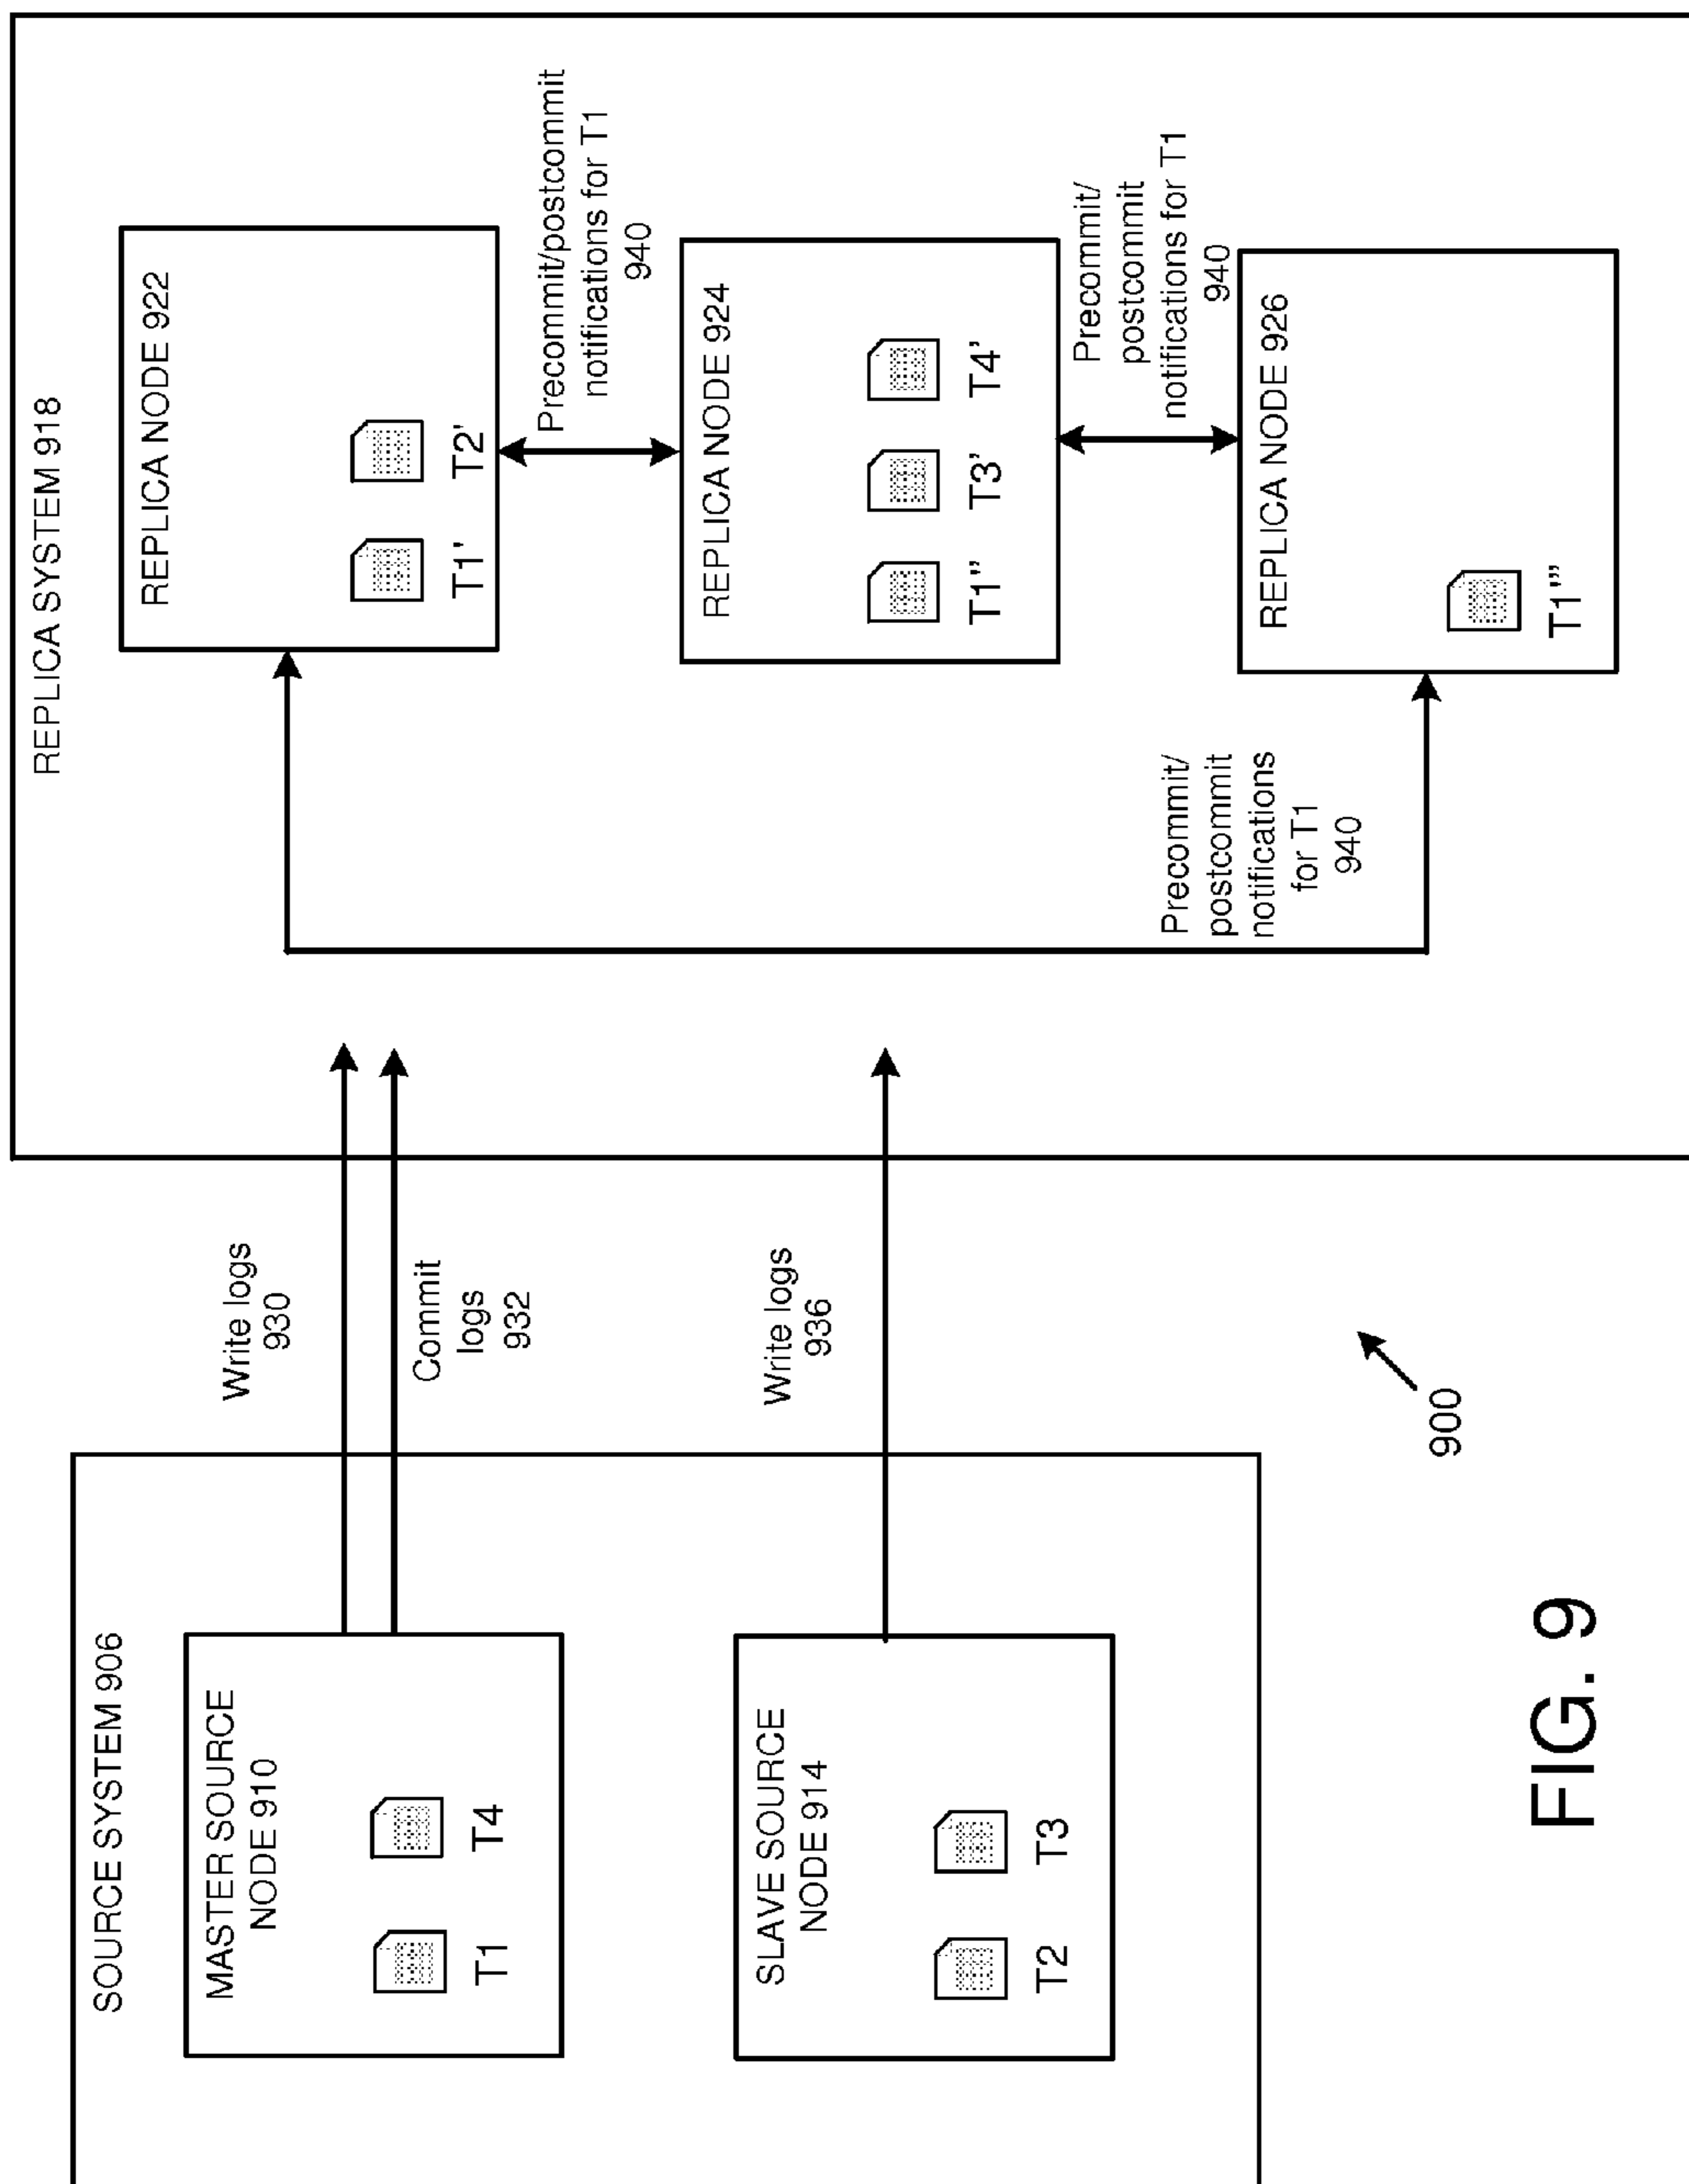 SOURCE SYSTEM 906
MASTER SOURCE
NODE 910
T1
T4
SLAVE SOURCE
NODE 914
T2
T3
Write logs
930
Commit
logs
932
Write logs
936
900
REPLICA SYSTEM 918
REPLICA NODE 922
T1'
T2'
Precommit/postcommit
notifications for T1
940
REPLICA NODE 924
T1''
T3'
T4'
Precommit/
postcommit
notifications for T1
940
Precommit/
postcommit
notifications
for T1
940
REPLICA NODE 926
T1'''
FIG. 9